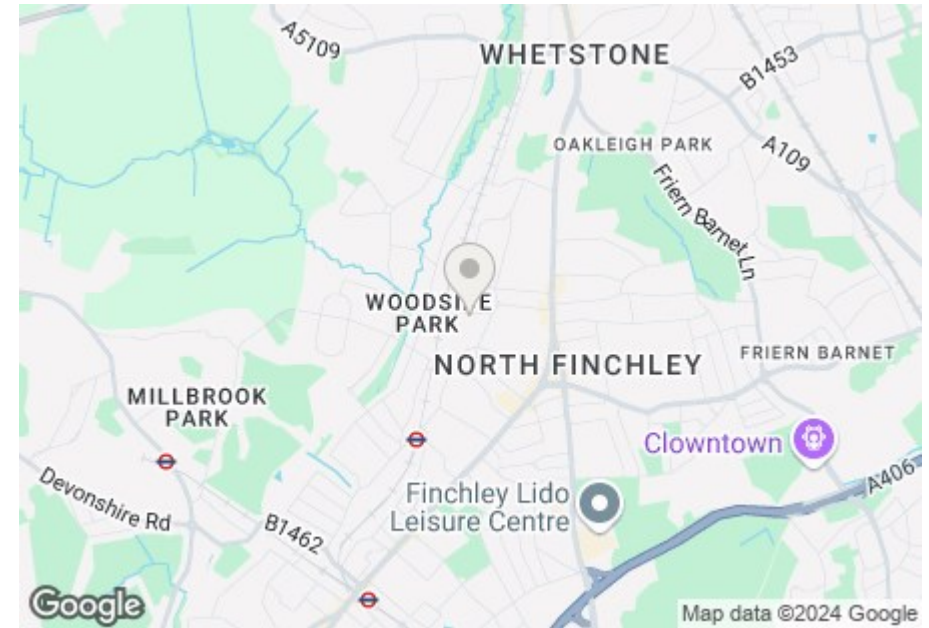 A5109
WHETSTONE
B1453
OAKLEIGH PARK
A109
Friern Barnet Ln
WOODSIDE
PARK
NORTH FINCHLEY
FRIERN BARNET
MILLBROOK
PARK
Clowntown
A406
Devonshire Rd
Finchley Lido
Leisure Centre
B1462
Google
Map data ©2024 Google